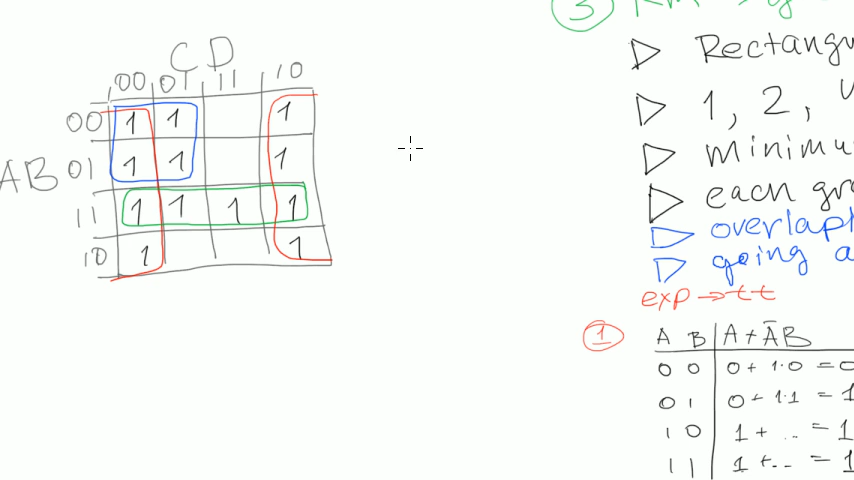 CD
00 01 11 10
AB
00 1 1 1
01 1 1 1
11 1 1 1 1
10 1 1
3
Rectangu
1, 2,
minimu
each gro
overlap
going a
exp → tt
1
A B A + A̅B
0 0 0 + 1·0 = 0
0 1 0 + 1·1 = 1
1 0 1 + .. = 1
1 1 1 + -- = 1